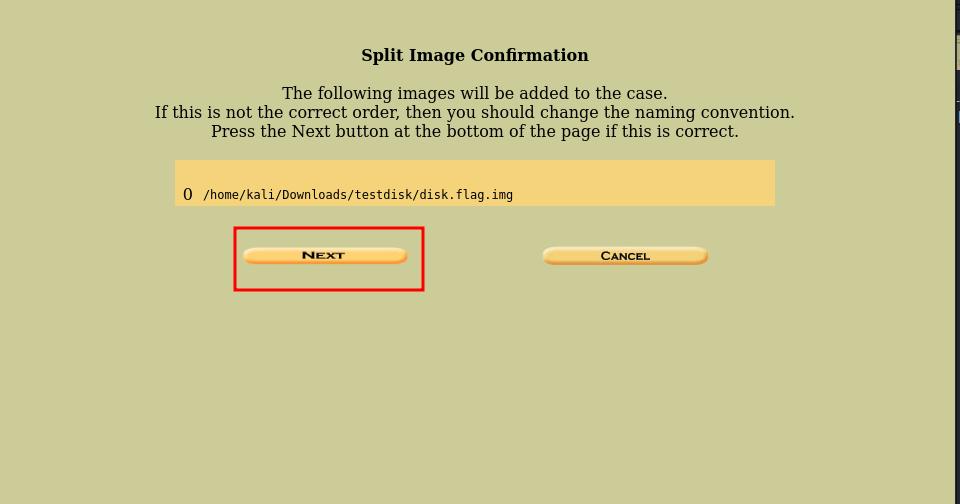 Split Image Confirmation
The following images will be added to the case.
If this is not the correct order, then you should change the naming convention.
Press the Next button at the bottom of the page if this is correct.
0 /home/kali/Downloads/testdisk/disk.flag.img
NEXT CANCEL